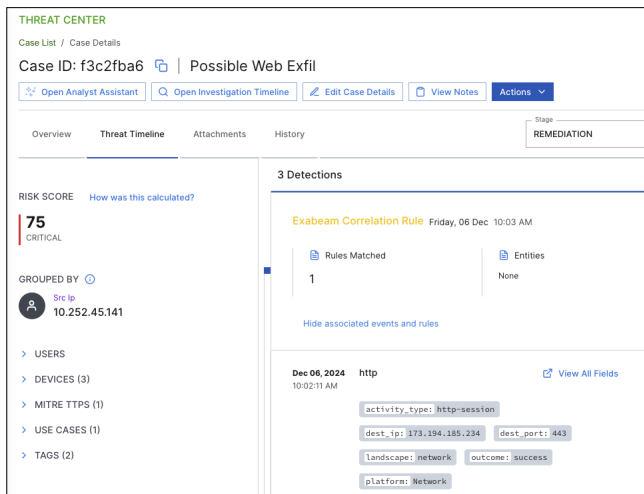 THREAT CENTER
Case List / Case Details
Case ID: f3c2fba6 | Possible Web Exfil
Open Analyst Assistant Open Investigation Timeline Edit Case Details View Notes Actions
Overview Threat Timeline Attachments History
Stage
REMEDIATION
3 Detections
RISK SCORE How was this calculated?
75
CRITICAL
GROUPED BY
Src Ip
10.252.45.141
USERS
DEVICES (3)
MITRE TTPS (1)
USE CASES (1)
TAGS (2)
Exabeam Correlation Rule Friday, 06 Dec 10:03 AM
Rules Matched
1
Entities
None
Hide associated events and rules
Dec 06, 2024 http View All Fields
10:02:11 AM
activity_type: http-session
dest_ip: 173.194.185.234 dest_port: 443
landscape: network outcome: success
platform: Network